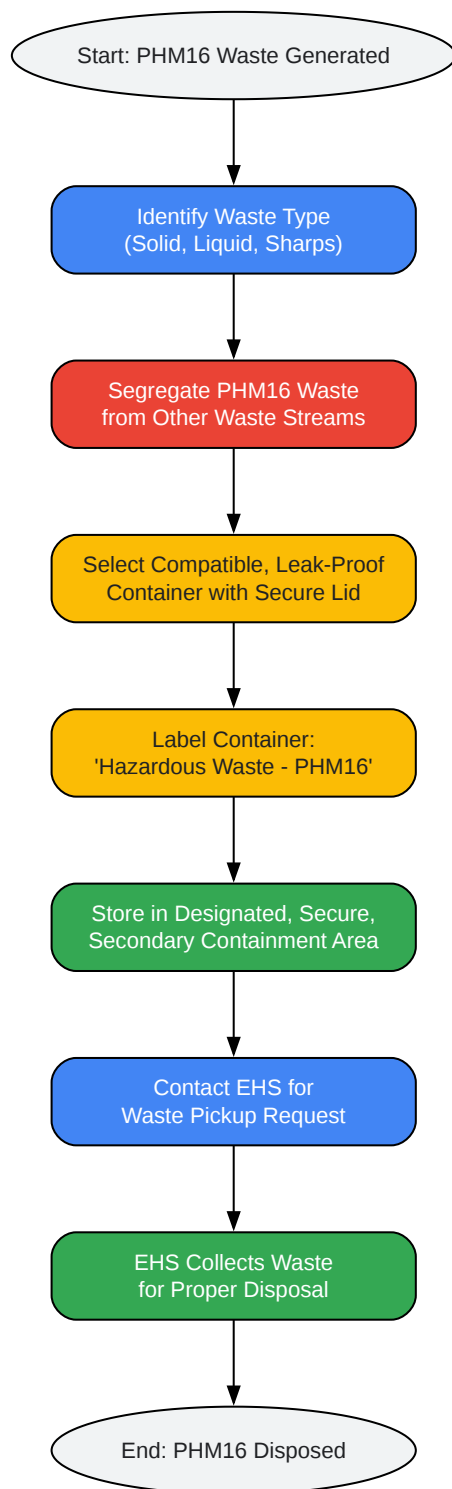 Start: PHM16 Waste Generated
Identify Waste Type
(Solid, Liquid, Sharps)
Segregate PHM16 Waste
from Other Waste Streams
Select Compatible, Leak-Proof
Container with Secure Lid
Label Container:
'Hazardous Waste - PHM16'
Store in Designated, Secure,
Secondary Containment Area
Contact EHS for
Waste Pickup Request
EHS Collects Waste
for Proper Disposal
End: PHM16 Disposed